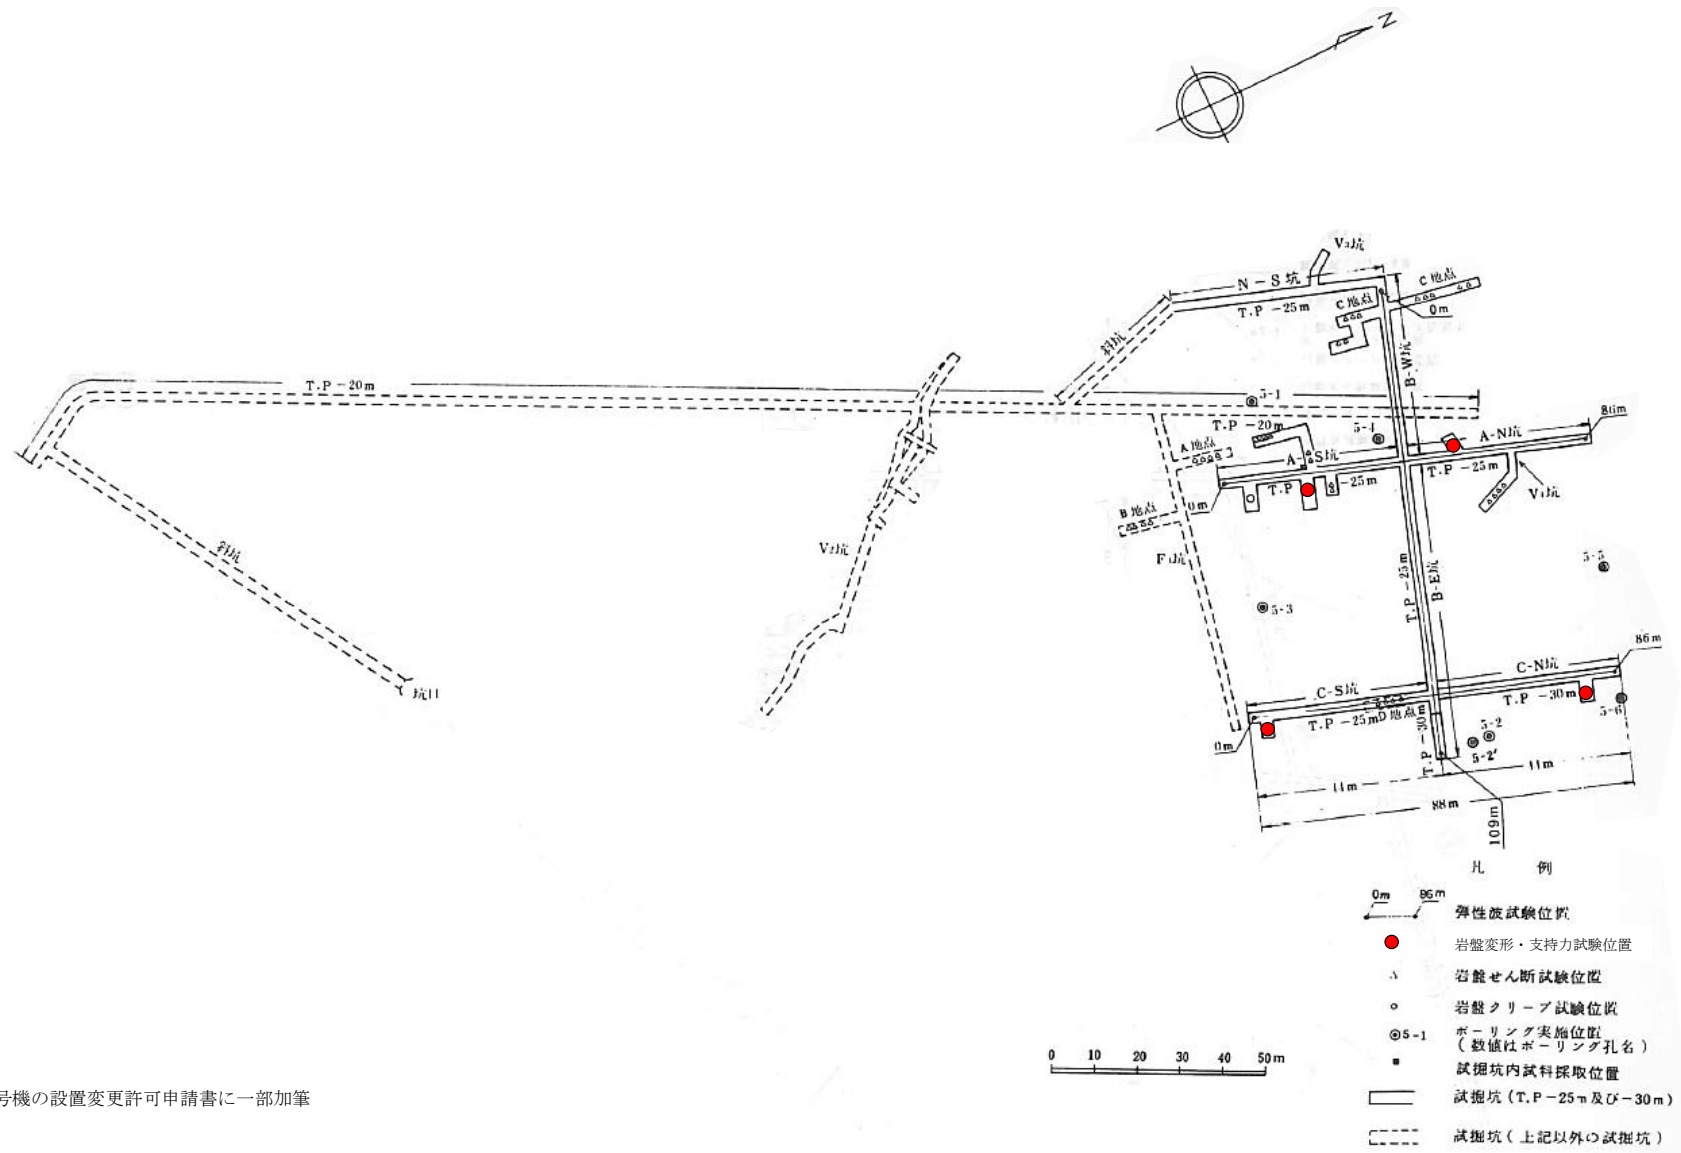 N
V₃坑
N－S坑
C地点
T.P －25m
C地点
0m
斜坑
B-W坑
T.P －20m
5-1
T.P －20m
5-4
86m
A地点
A-S坑
A-N坑
T.P －25m
T.P －25m
V₁坑
0m
B地点
V₂坑
F₁坑
斜坑
5-5
T.P －25m
B-E坑
5-3
86m
C-N坑
坑口
C-S坑
T.P －30m
5-6
T.P －25m
D地点
T.P －30m
5-2
5-2'
0m
44m
44m
88m
109m
凡　例
0m　86m
弾性波試験位置
岩盤変形・支持力試験位置
岩盤せん断試験位置
岩盤クリープ試験位置
5-1　ボーリング実施位置
（数値はボーリング孔名）
試掘坑内試料採取位置
0　10　20　30　40　50m
試掘坑（T.P－25m及び－30m）
号機の設置変更許可申請書に一部加筆
試掘坑（上記以外の試掘坑）